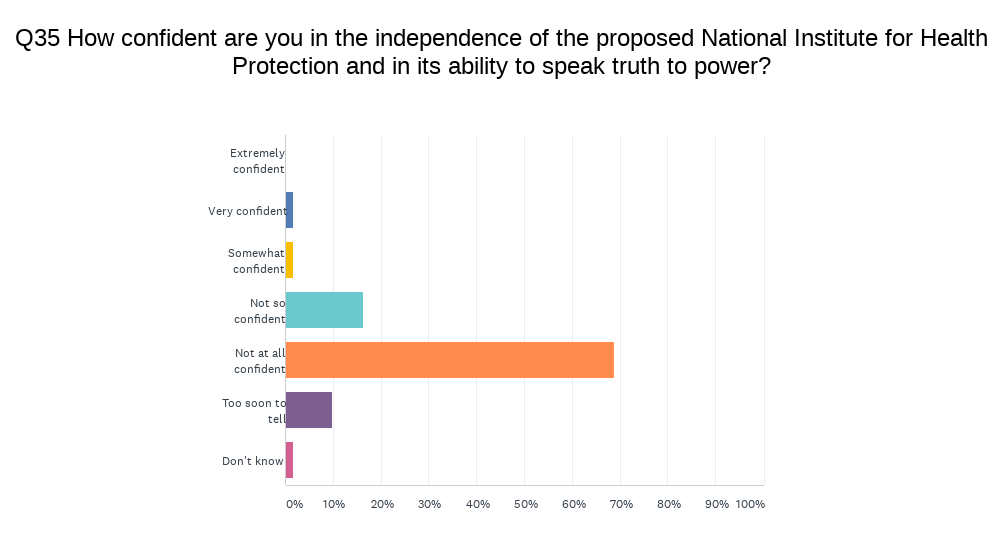 Q35 How confident are you in the independence of the proposed National Institute for Health
Protection and in its ability to speak truth to power?
Extremely
confident
Very confident
Somewhat
confident
Not so
confident
Not at all
confident
Too soon to
tell
Don't know
0% 10% 20% 30% 40% 50% 60% 70% 80% 90% 100%